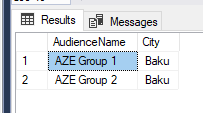 Results Messages
AudienceName City
1 AZE Group 1 Baku
2 AZE Group 2 Baku